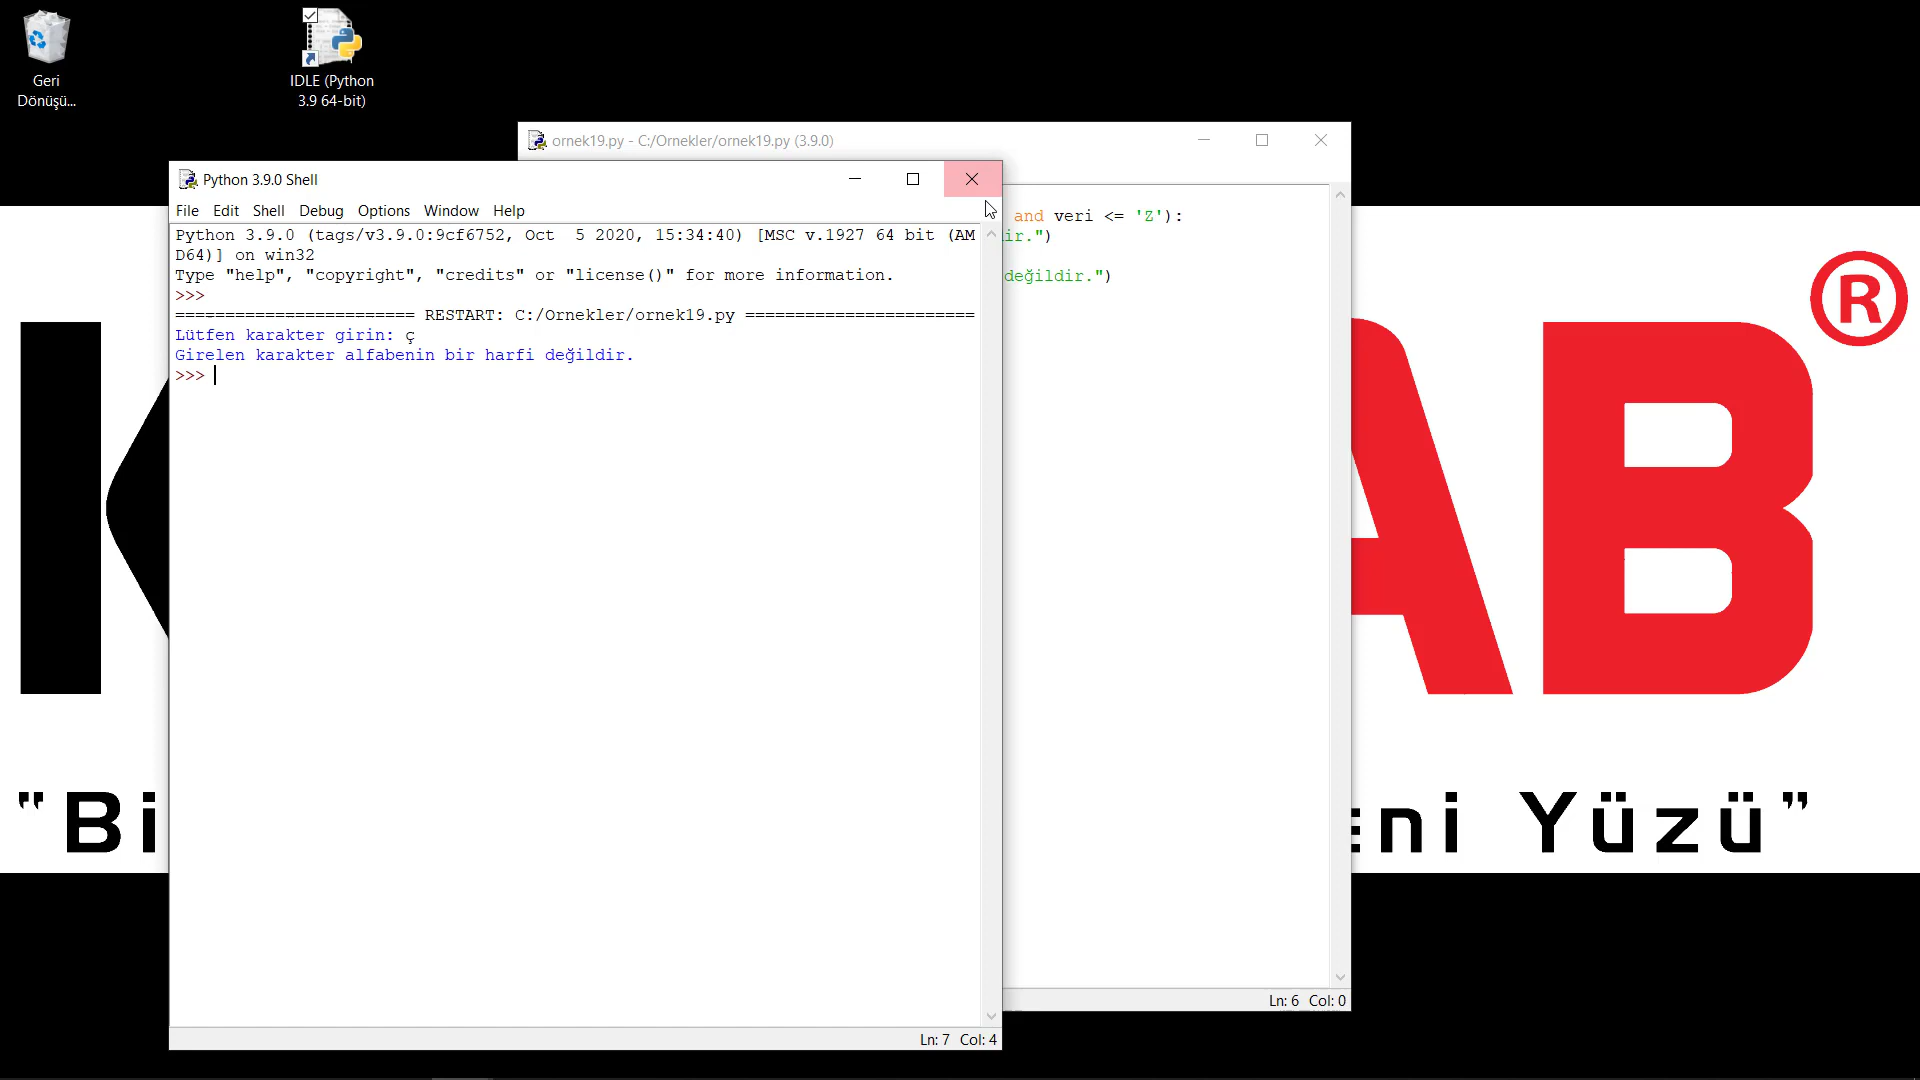 Geri
Dönüşü...
IDLE (Python
3.9 64-bit)
ornek19.py - C:/Ornekler/ornek19.py (3.9.0)
Python 3.9.0 Shell
File Edit Shell Debug Options Window Help
Python 3.9.0 (tags/v3.9.0:9cf6752, Oct  5 2020, 15:34:40) [MSC v.1927 64 bit (AM
D64)] on win32
Type "help", "copyright", "credits" or "license()" for more information.
>>>
======================== RESTART: C:/Ornekler/ornek19.py =======================
Lütfen karakter girin: ç
Girelen karakter alfabenin bir harfi değildir.
>>>
Ln: 7 Col: 4
and veri <= 'Z'):
ir.")
değildir.")
Ln: 6 Col: 0
K
AB®
"Bi
eni Yüzü"